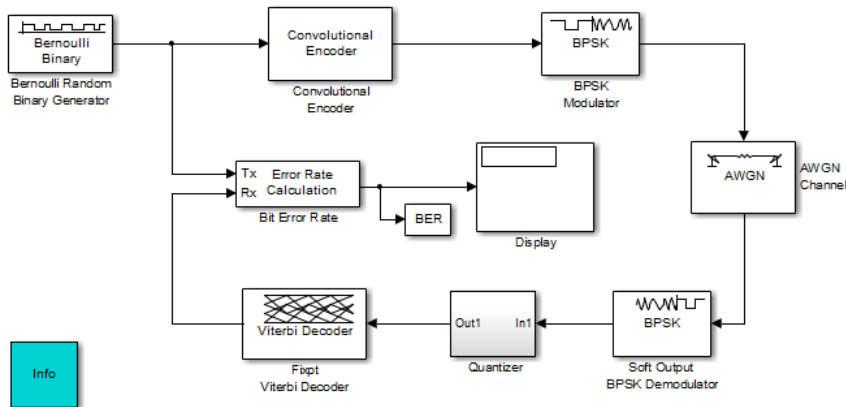 Bernoulli
Binary
Bernoulli Random
Binary Generator
Convolutional
Encoder
Convolutional
Encoder
BPSK
BPSK
Modulator
AWGN
AWGN
Channel
Tx
Rx
Error Rate
Calculation
Bit Error Rate
BER
Display
Viterbi Decoder
Fixpt
Viterbi Decoder
Out1
In1
Quantizer
BPSK
Soft Output
BPSK Demodulator
Info